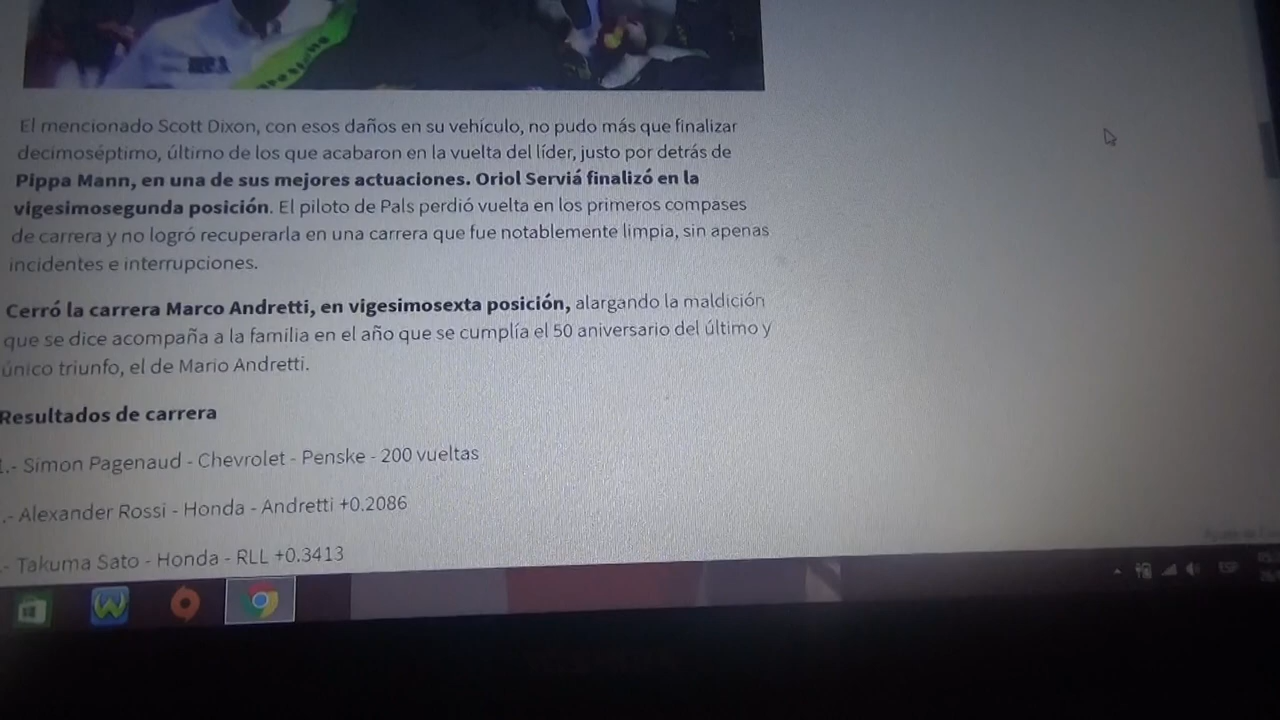 El mencionado Scott Dixon, con esos daños en su vehículo, no pudo más que finalizar
decimoséptimo, último de los que acabaron en la vuelta del líder, justo por detrás de
Pippa Mann, en una de sus mejores actuaciones. Oriol Serviá finalizó en la
vigesimosegunda posición. El piloto de Pals perdió vuelta en los primeros compases
de carrera y no logró recuperarla en una carrera que fue notablemente limpia, sin apenas
incidentes e interrupciones.
Cerró la carrera Marco Andretti, en vigesimosexta posición, alargando la maldición
que se dice acompaña a la familia en el año que se cumplía el 50 aniversario del último y
único triunfo, el de Mario Andretti.
Resultados de carrera
1.- Simon Pagenaud - Chevrolet - Penske - 200 vueltas
.- Alexander Rossi - Honda - Andretti +0.2086
.- Takuma Sato - Honda - RLL +0.3413
ESP